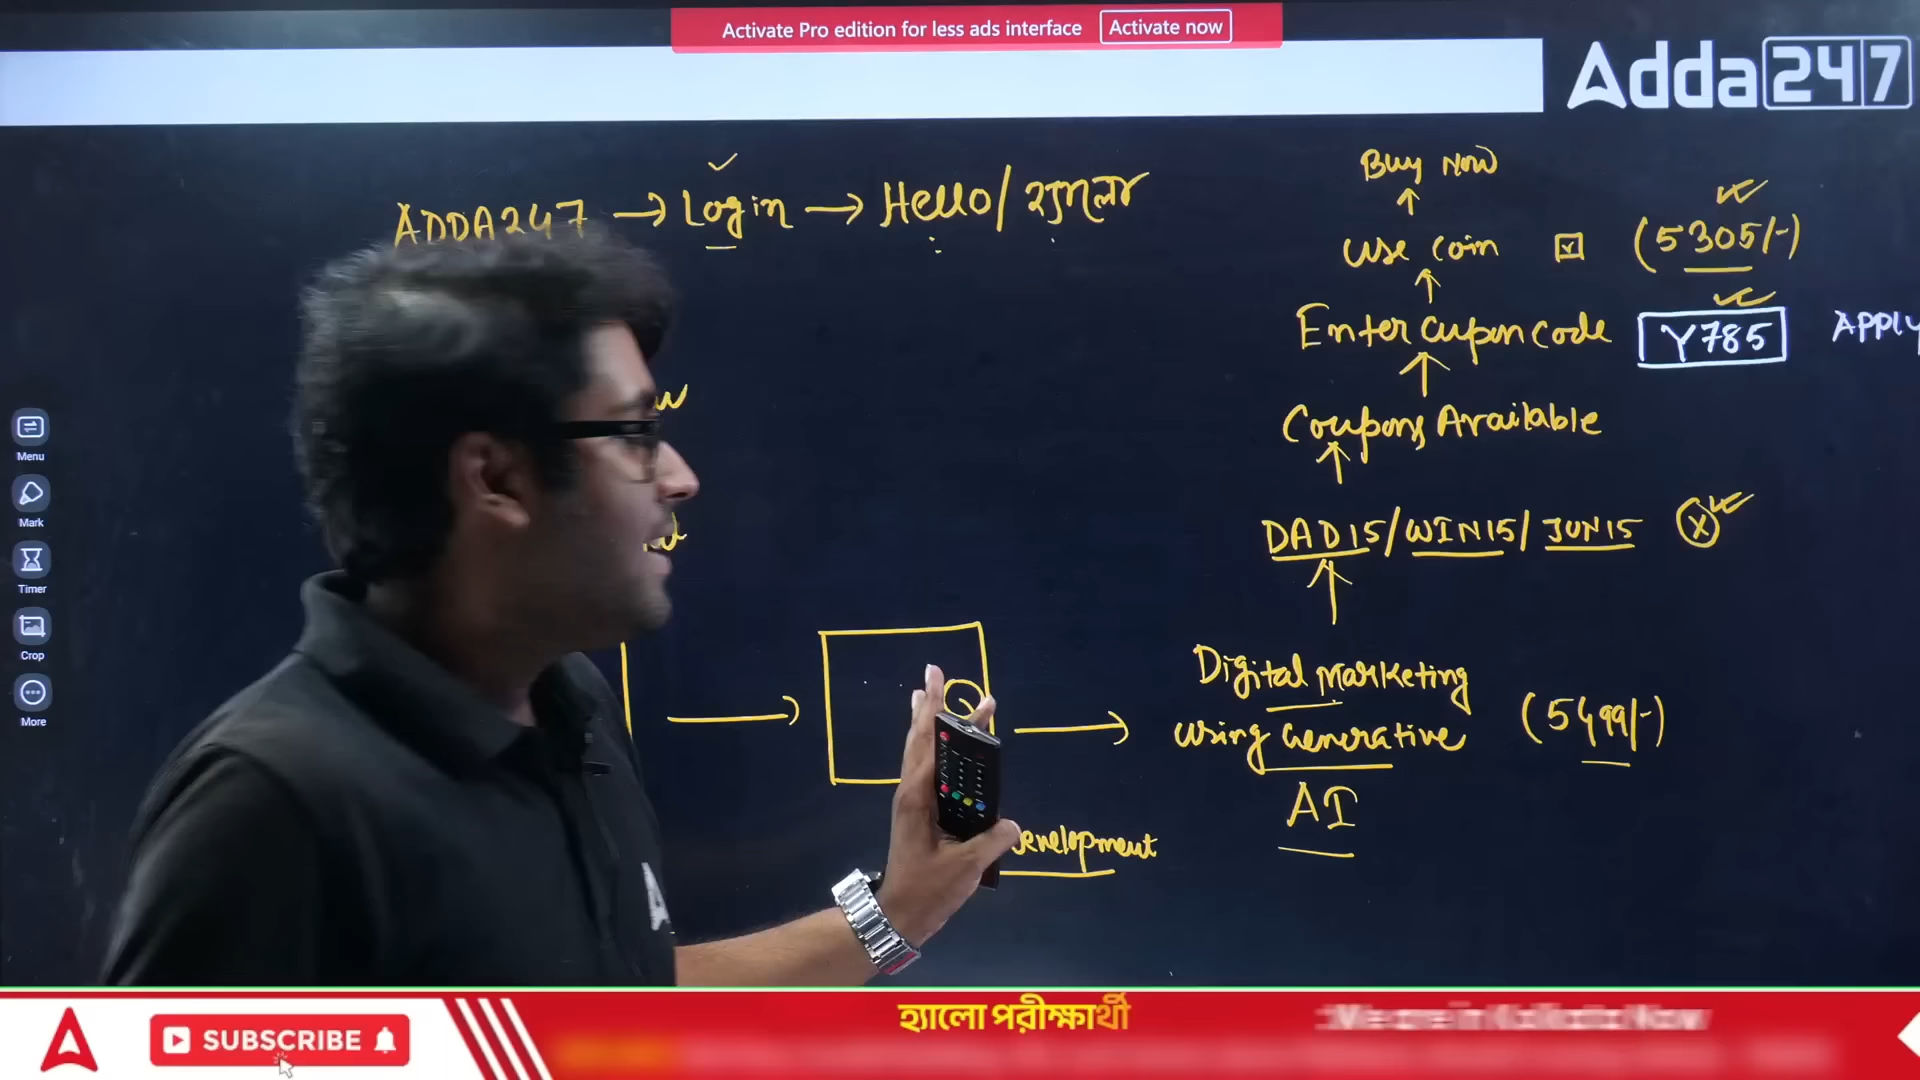 Activate Pro edition for less ads interface Activate now
Adda247
ADDA247 → Login → Hello/ হ্যালো
Buy Now
Use Coin (5305/-)
Enter Cupon Code Y785 APPLY
Coupons Available
DAD15/WIN15/JUN15
Digital Marketing
Using Generative (5499/-)
AI
evelopment
Menu
Mark
Timer
Crop
More
SUBSCRIBE
হ্যালো পরীক্ষার্থী